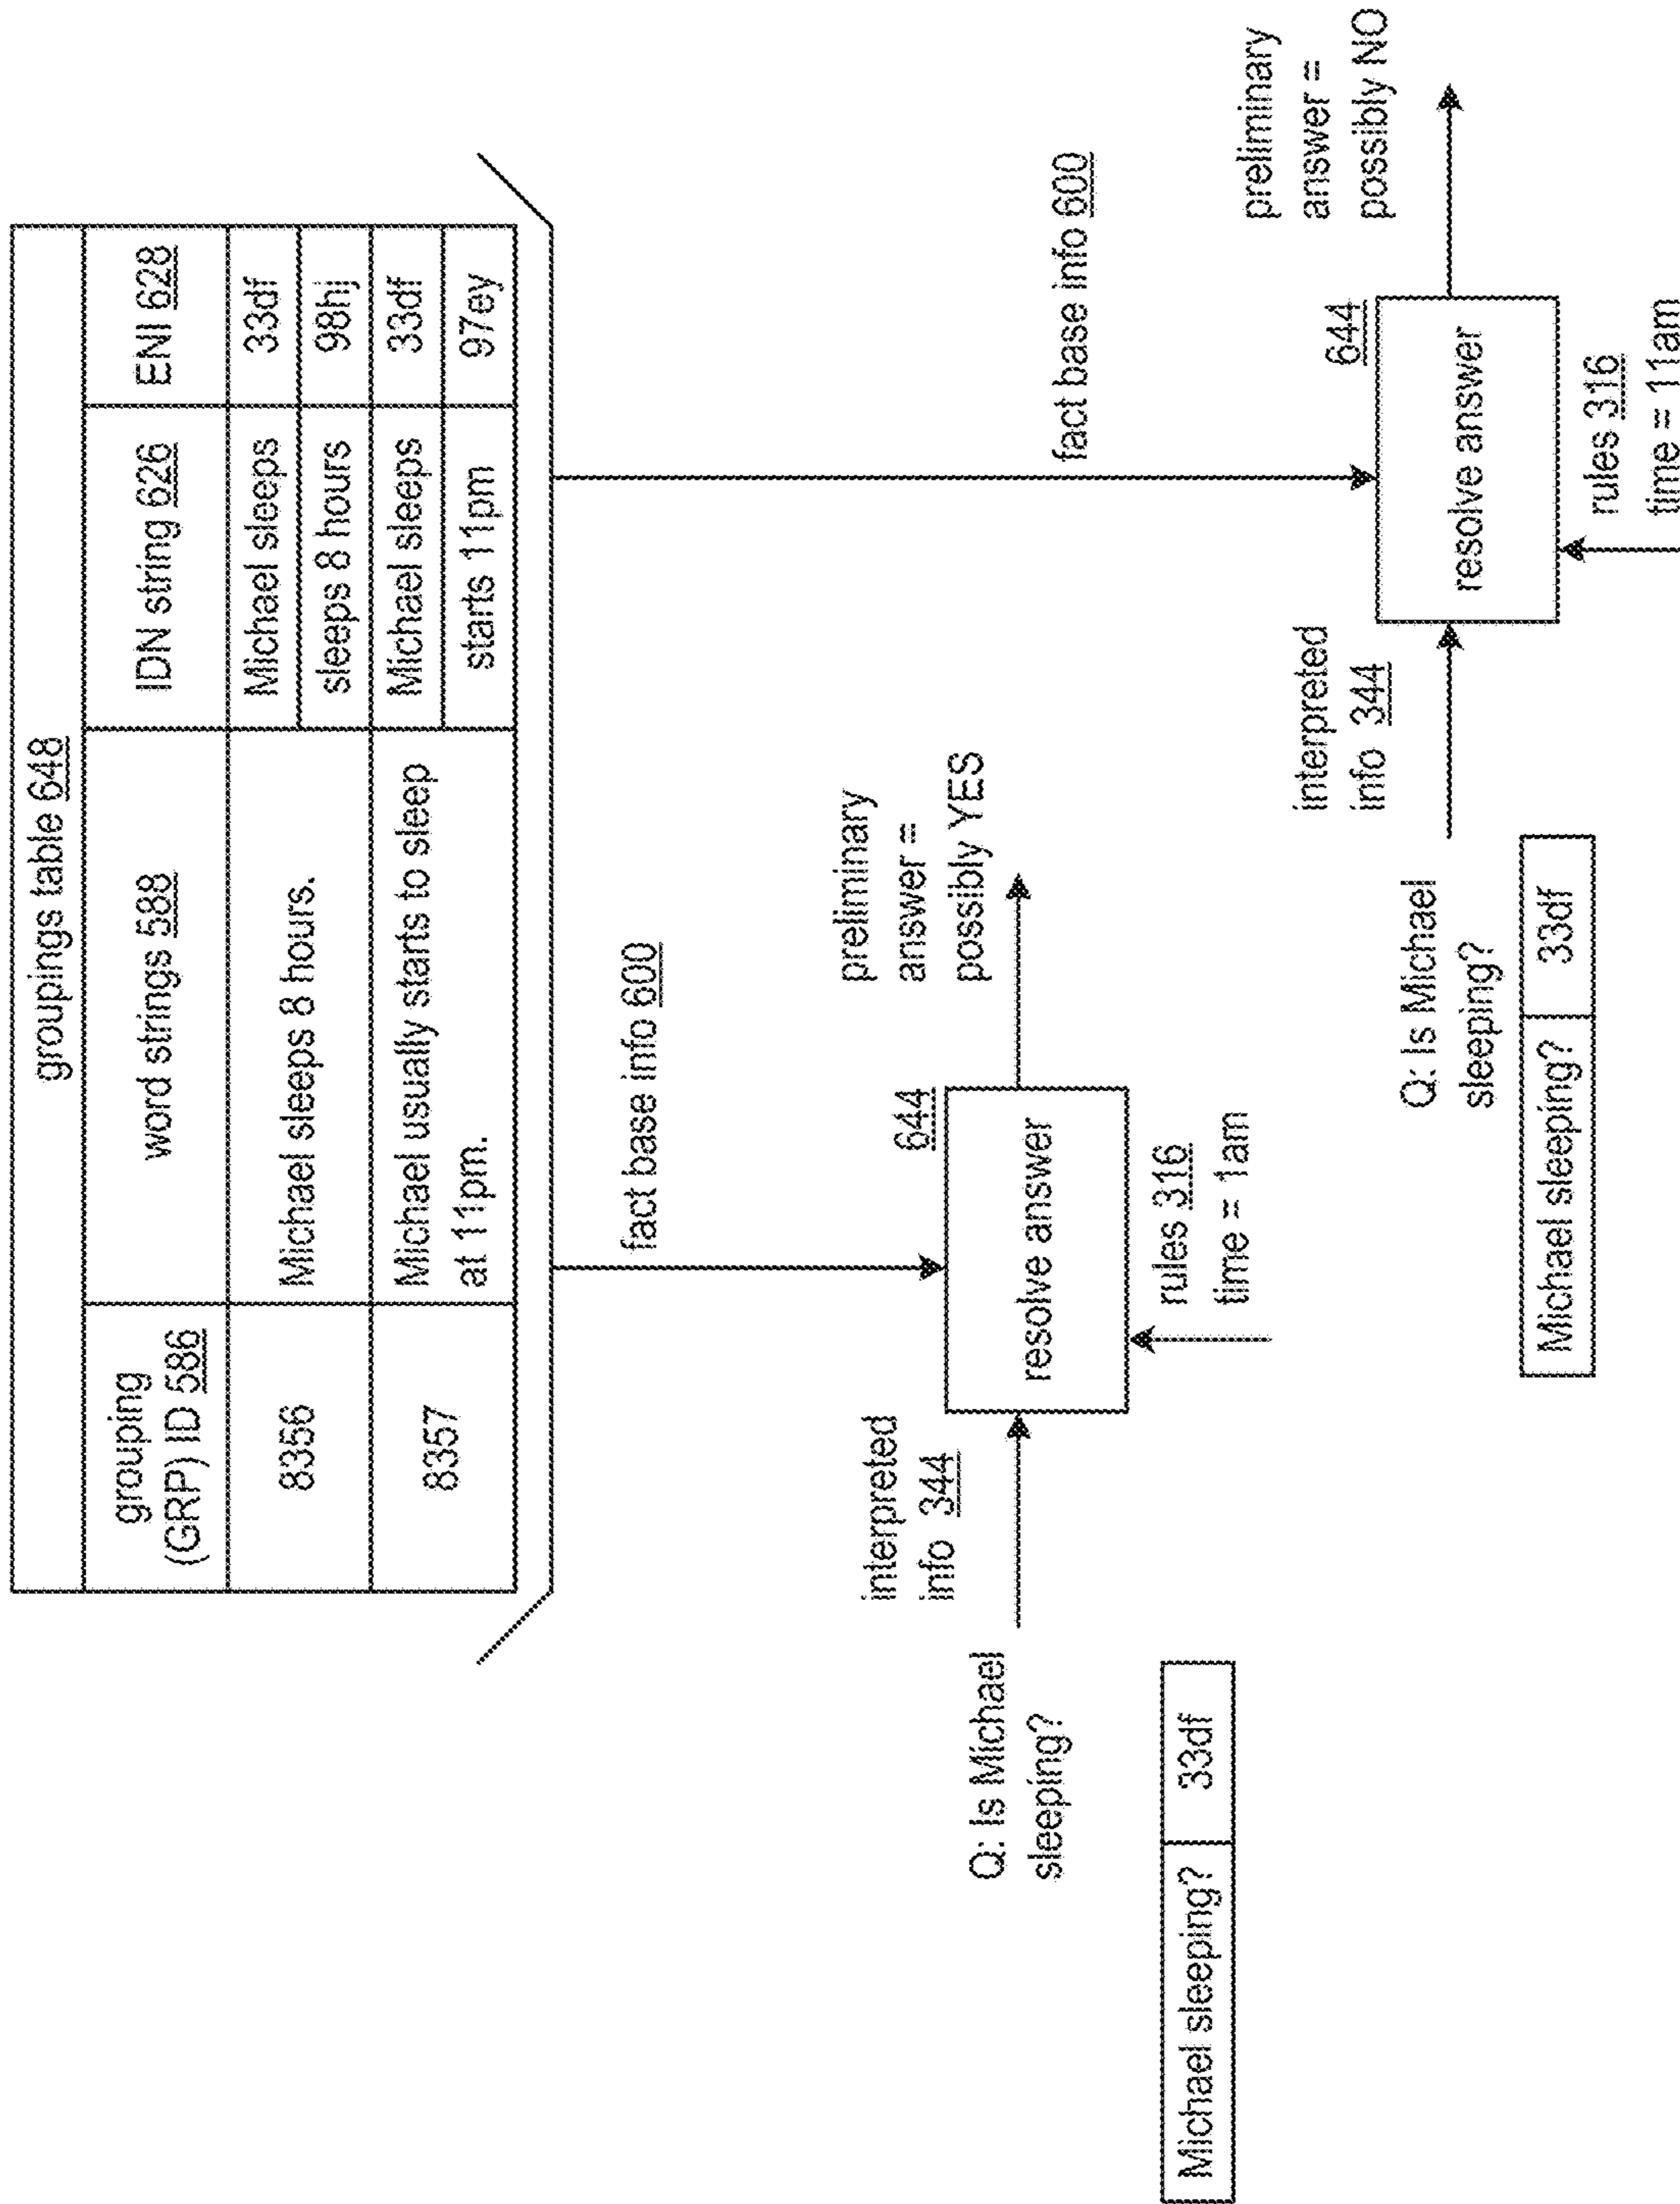 groupings table 648
grouping
(GRP) ID 586
word strings 588
IDN string 626
ENI 628
8356
Michael sleeps 8 hours.
Michael sleeps
33df
sleeps 8 hours
98hj
8357
Michael usually starts to sleep
at 11pm.
Michael sleeps
33df
starts 11pm
97ey
fact base info 600
interpreted
info 344
644
preliminary
answer =
possibly YES
Q: Is Michael
sleeping?
resolve answer
rules 316
time = 1am
Michael sleeping?
33df
fact base info 600
interpreted
info 344
644
preliminary
answer =
possibly NO
Q: Is Michael
sleeping?
resolve answer
rules 316
time = 11am
Michael sleeping?
33df